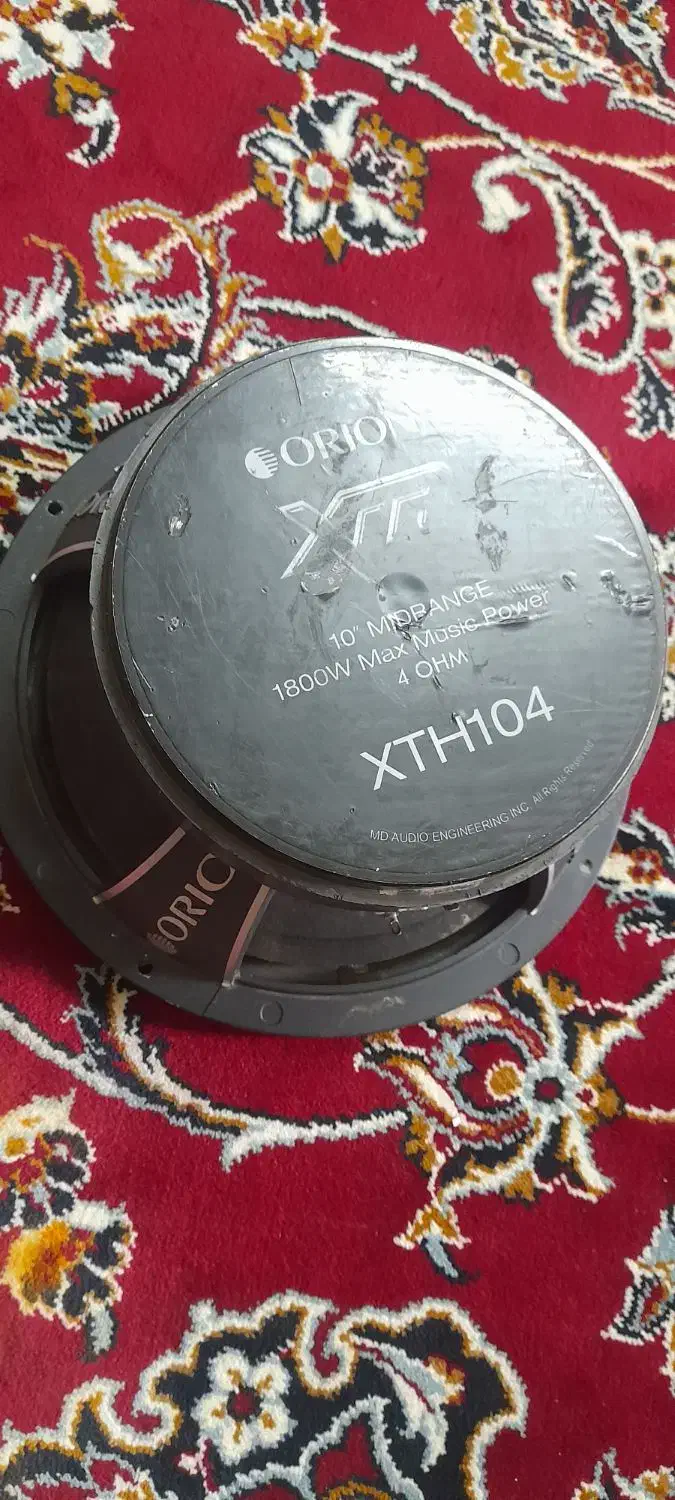 ORION
XTR
10" MIDRANGE
1800W Max Music Power
4 OHM
XTH104
MD AUDIO ENGINEERING INC. All Rights Reserved
ORIO